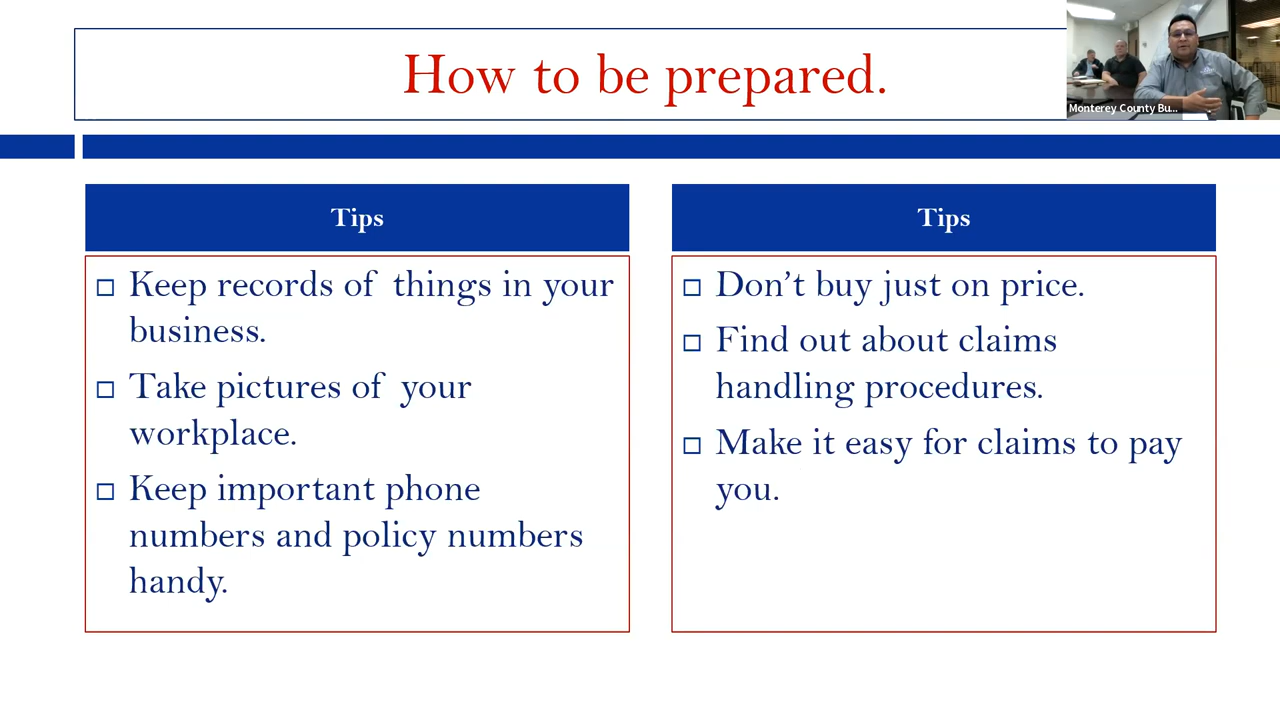 How to be prepared.
Monterey County Bu...
Tips
Keep records of things in your
business.
Take pictures of your
workplace.
Keep important phone
numbers and policy numbers
handy.
Tips
Don't buy just on price.
Find out about claims
handling procedures.
Make it easy for claims to pay
you.